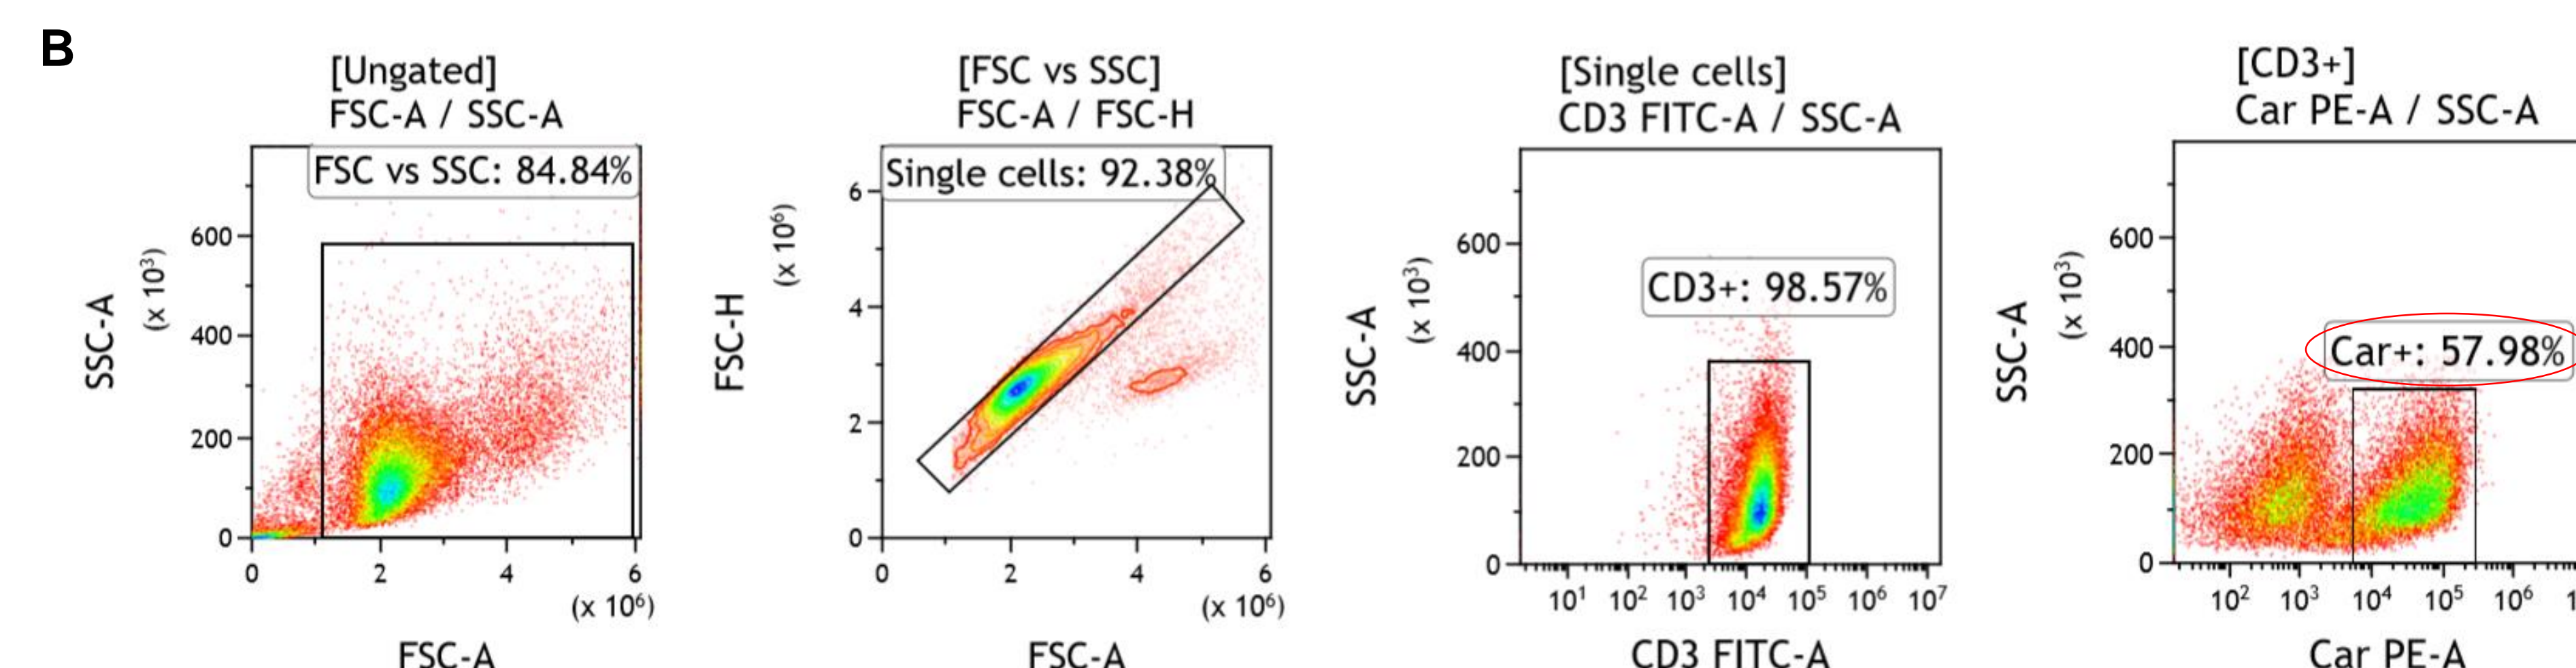 B
[Ungated]
FSC-A / SSC-A
FSC vs SSC: 84.84%
600
400
200
0
SSC-A
(x 10³)
0 2 4 6
(x 10⁶)
FSC-A
[FSC vs SSC]
FSC-A / FSC-H
Single cells: 92.38%
6
4
2
0
FSC-H
(x 10⁶)
0 2 4 6
(x 10⁶)
FSC-A
[Single cells]
CD3 FITC-A / SSC-A
CD3+: 98.57%
600
400
200
0
SSC-A
(x 10³)
10¹ 10² 10³ 10⁴ 10⁵ 10⁶ 10⁷
CD3 FITC-A
[CD3+]
Car PE-A / SSC-A
Car+: 57.98%
600
400
200
0
SSC-A
(x 10³)
10² 10³ 10⁴ 10⁵ 10⁶
Car PE-A